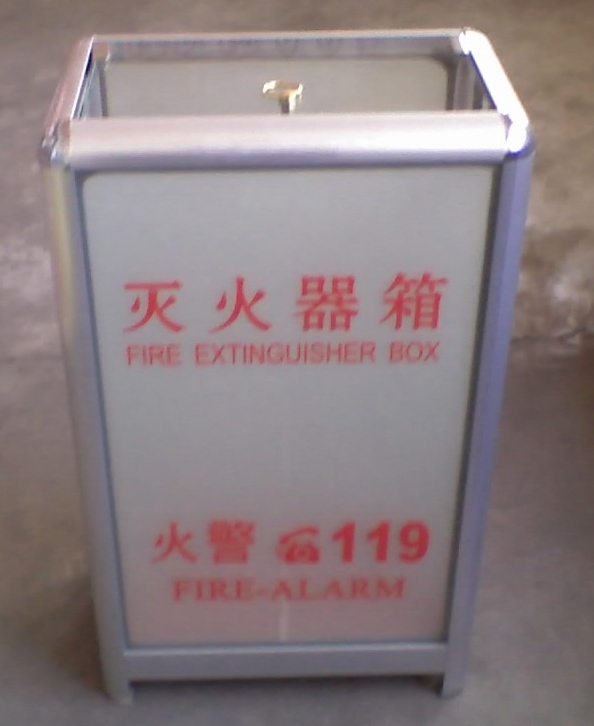 灭火器箱
FIRE EXTINGUISHER BOX
火警 ☎119
FIRE-ALARM